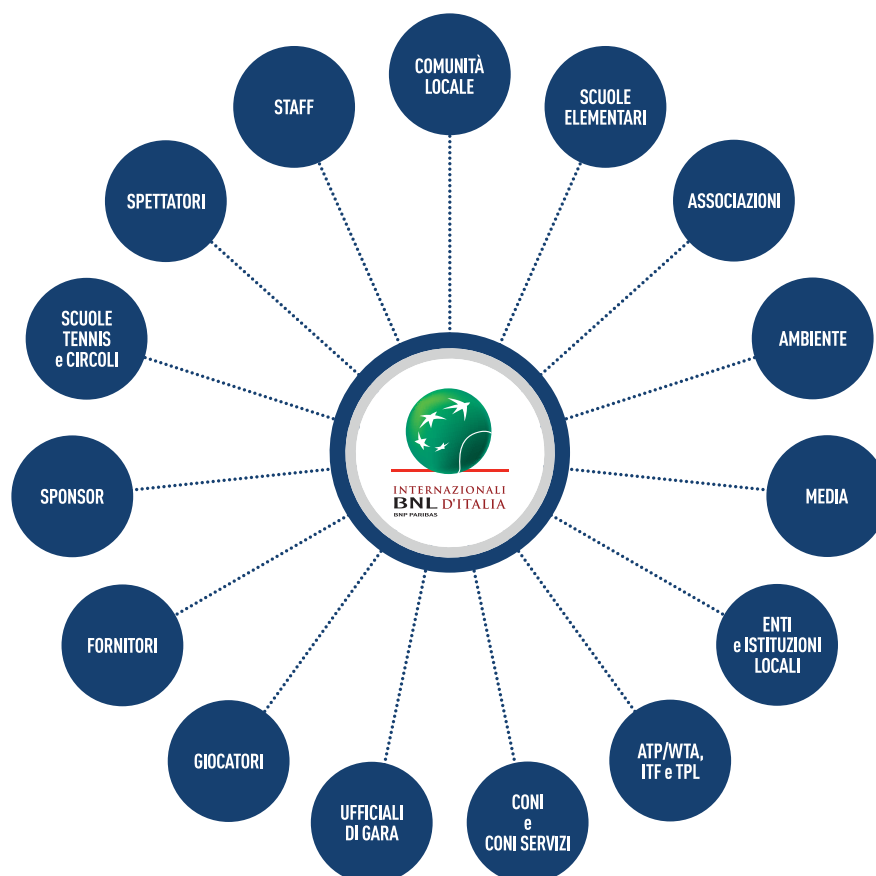 COMUNITÀ
LOCALE
SCUOLE
ELEMENTARI
ASSOCIAZIONI
AMBIENTE
MEDIA
ENTI
e ISTITUZIONI
LOCALI
ATP/WTA,
ITF e TPL
CONI
e
CONI SERVIZI
UFFICIALI
DI GARA
GIOCATORI
FORNITORI
SPONSOR
SCUOLE
TENNIS
e CIRCOLI
SPETTATORI
STAFF
INTERNAZIONALI
BNL D'ITALIA
BNP PARIBAS